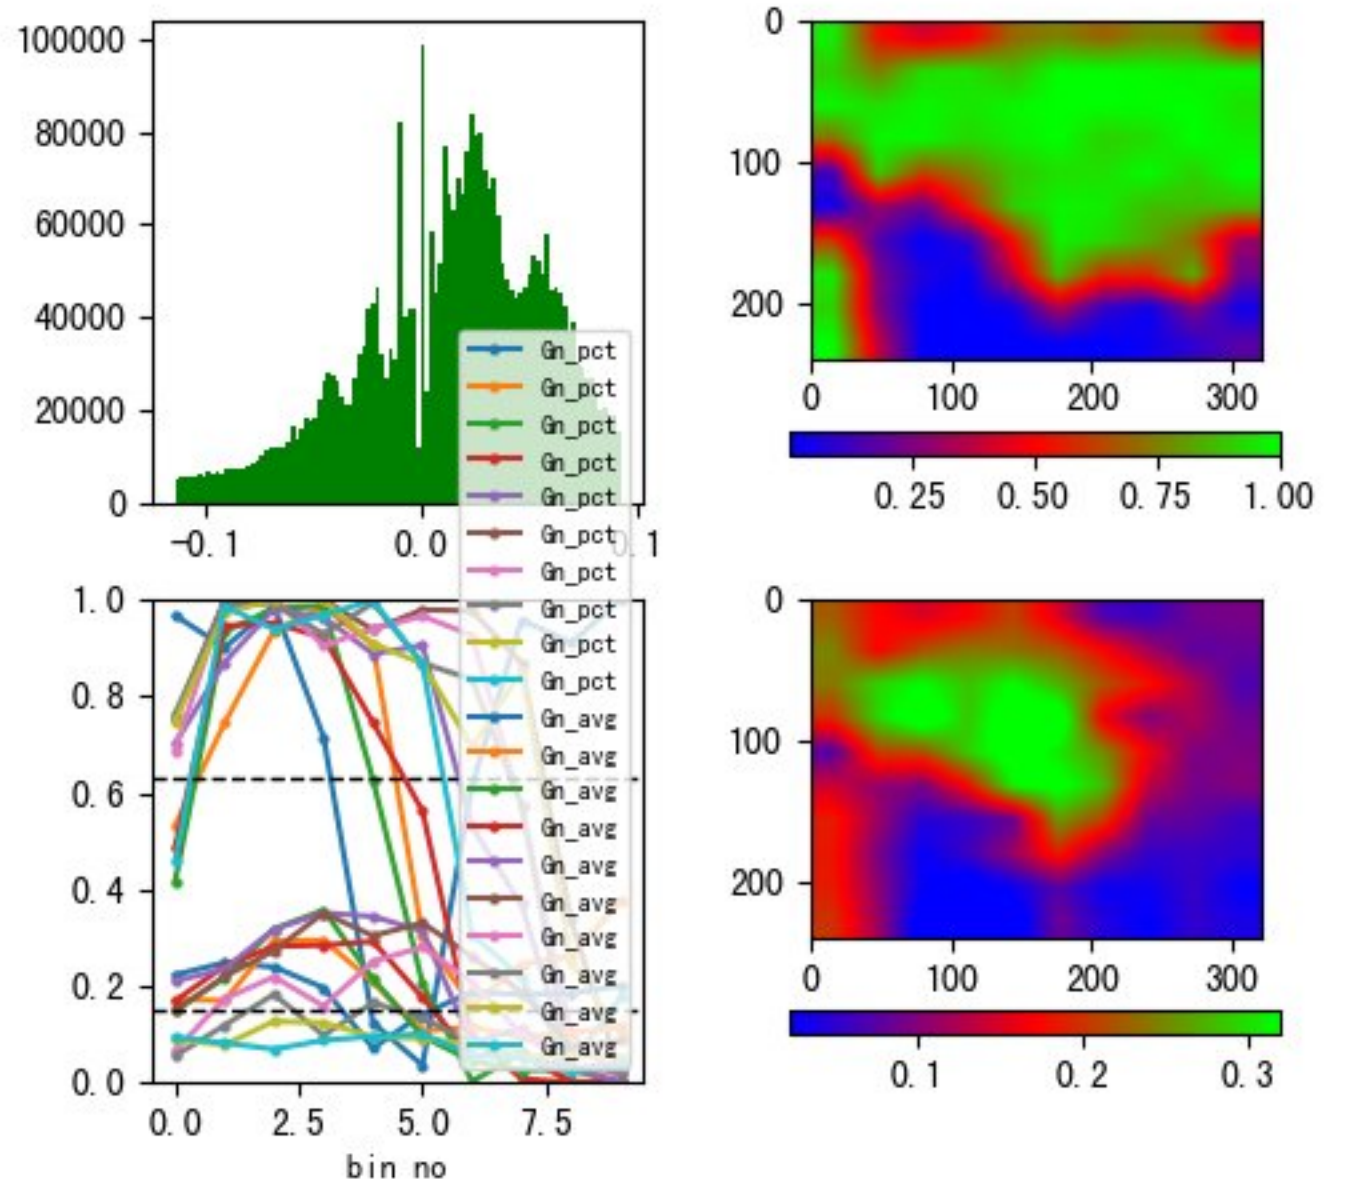 100000
80000
60000
40000
20000
0
−0.1
0.0
0.1
0
100
200
0
100
200
300
0.25
0.50
0.75
1.00
Gn_pct
Gn_pct
Gn_pct
Gn_pct
Gn_pct
Gn_pct
Gn_pct
Gn_pct
Gn_pct
Gn_pct
Gn_avg
Gn_avg
Gn_avg
Gn_avg
Gn_avg
Gn_avg
Gn_avg
Gn_avg
Gn_avg
Gn_avg
1.0
0.8
0.6
0.4
0.2
0.0
0.0
2.5
5.0
7.5
bin no
0
100
200
0
100
200
300
0.1
0.2
0.3